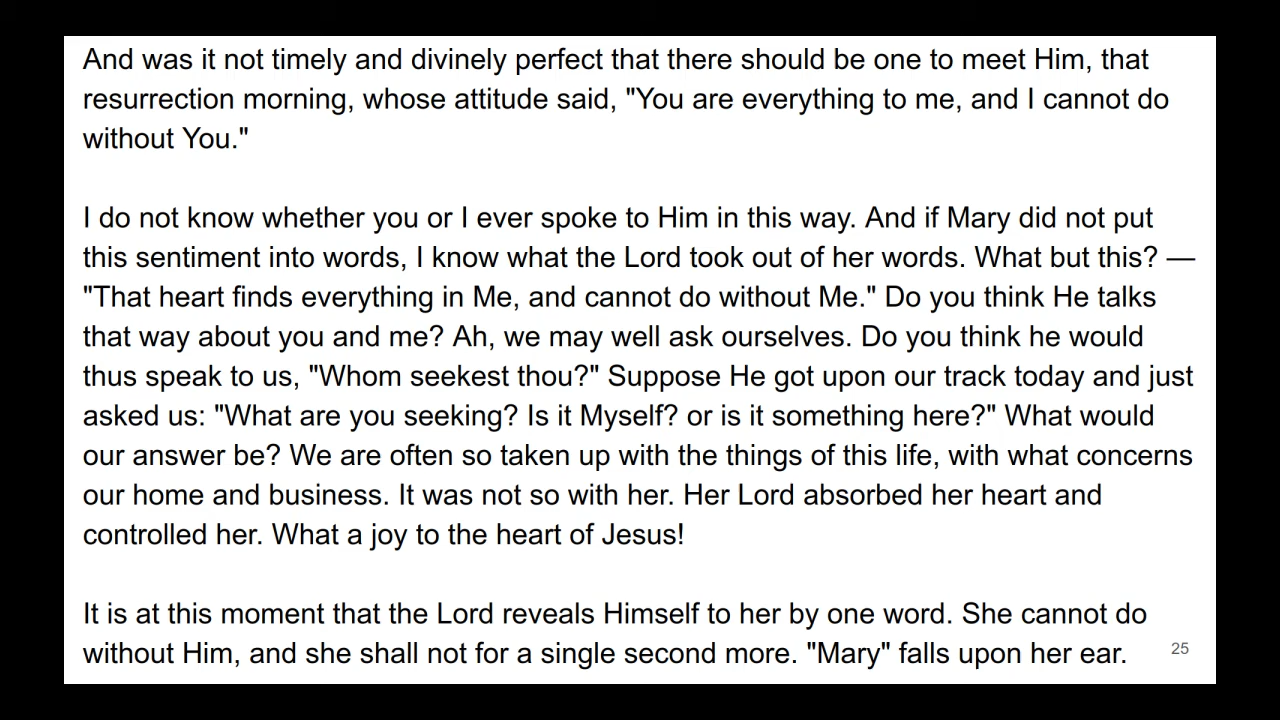 And was it not timely and divinely perfect that there should be one to meet Him, that
resurrection morning, whose attitude said, "You are everything to me, and I cannot do
without You."
I do not know whether you or I ever spoke to Him in this way. And if Mary did not put
this sentiment into words, I know what the Lord took out of her words. What but this? —
"That heart finds everything in Me, and cannot do without Me." Do you think He talks
that way about you and me? Ah, we may well ask ourselves. Do you think he would
thus speak to us, "Whom seekest thou?" Suppose He got upon our track today and just
asked us: "What are you seeking? Is it Myself? or is it something here?" What would
our answer be? We are often so taken up with the things of this life, with what concerns
our home and business. It was not so with her. Her Lord absorbed her heart and
controlled her. What a joy to the heart of Jesus!
It is at this moment that the Lord reveals Himself to her by one word. She cannot do
without Him, and she shall not for a single second more. "Mary" falls upon her ear.
25